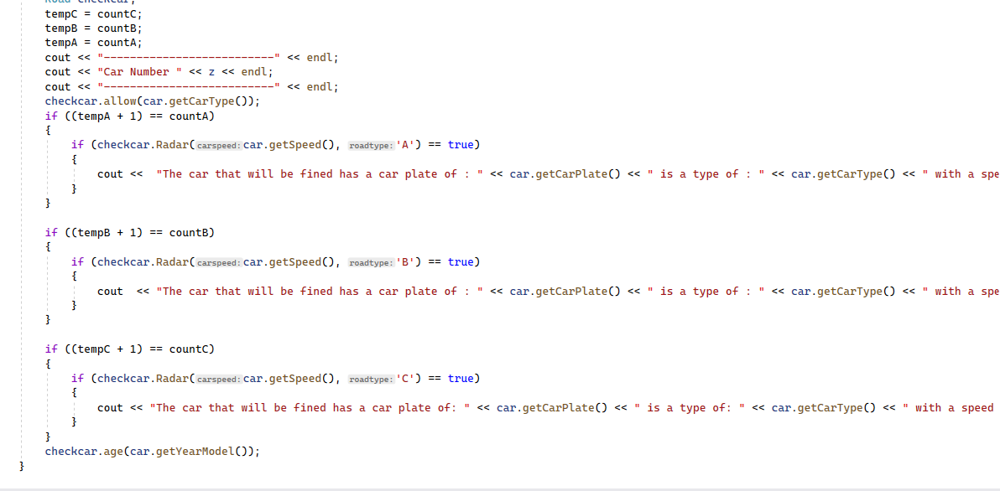 Road checkcar;
tempC = countC;
tempB = countB;
tempA = countA;
cout << "--------------------------" << endl;
cout << "Car Number " << z << endl;
cout << "--------------------------" << endl;
checkcar.allow(car.getCarType());
if ((tempA + 1) == countA)
{
if (checkcar.Radar(carspeed: car.getSpeed(), roadtype: 'A') == true)
{
cout <<  "The car that will be fined has a car plate of : " << car.getCarPlate() << " is a type of : " << car.getCarType() << " with a spe
}
}
if ((tempB + 1) == countB)
{
if (checkcar.Radar(carspeed: car.getSpeed(), roadtype: 'B') == true)
{
cout  << "The car that will be fined has a car plate of : " << car.getCarPlate() << " is a type of : " << car.getCarType() << " with a spe
}
}
if ((tempC + 1) == countC)
{
if (checkcar.Radar(carspeed: car.getSpeed(), roadtype: 'C') == true)
{
cout << "The car that will be fined has a car plate of: " << car.getCarPlate() << " is a type of: " << car.getCarType() << " with a speed
}
}
checkcar.age(car.getYearModel());
}